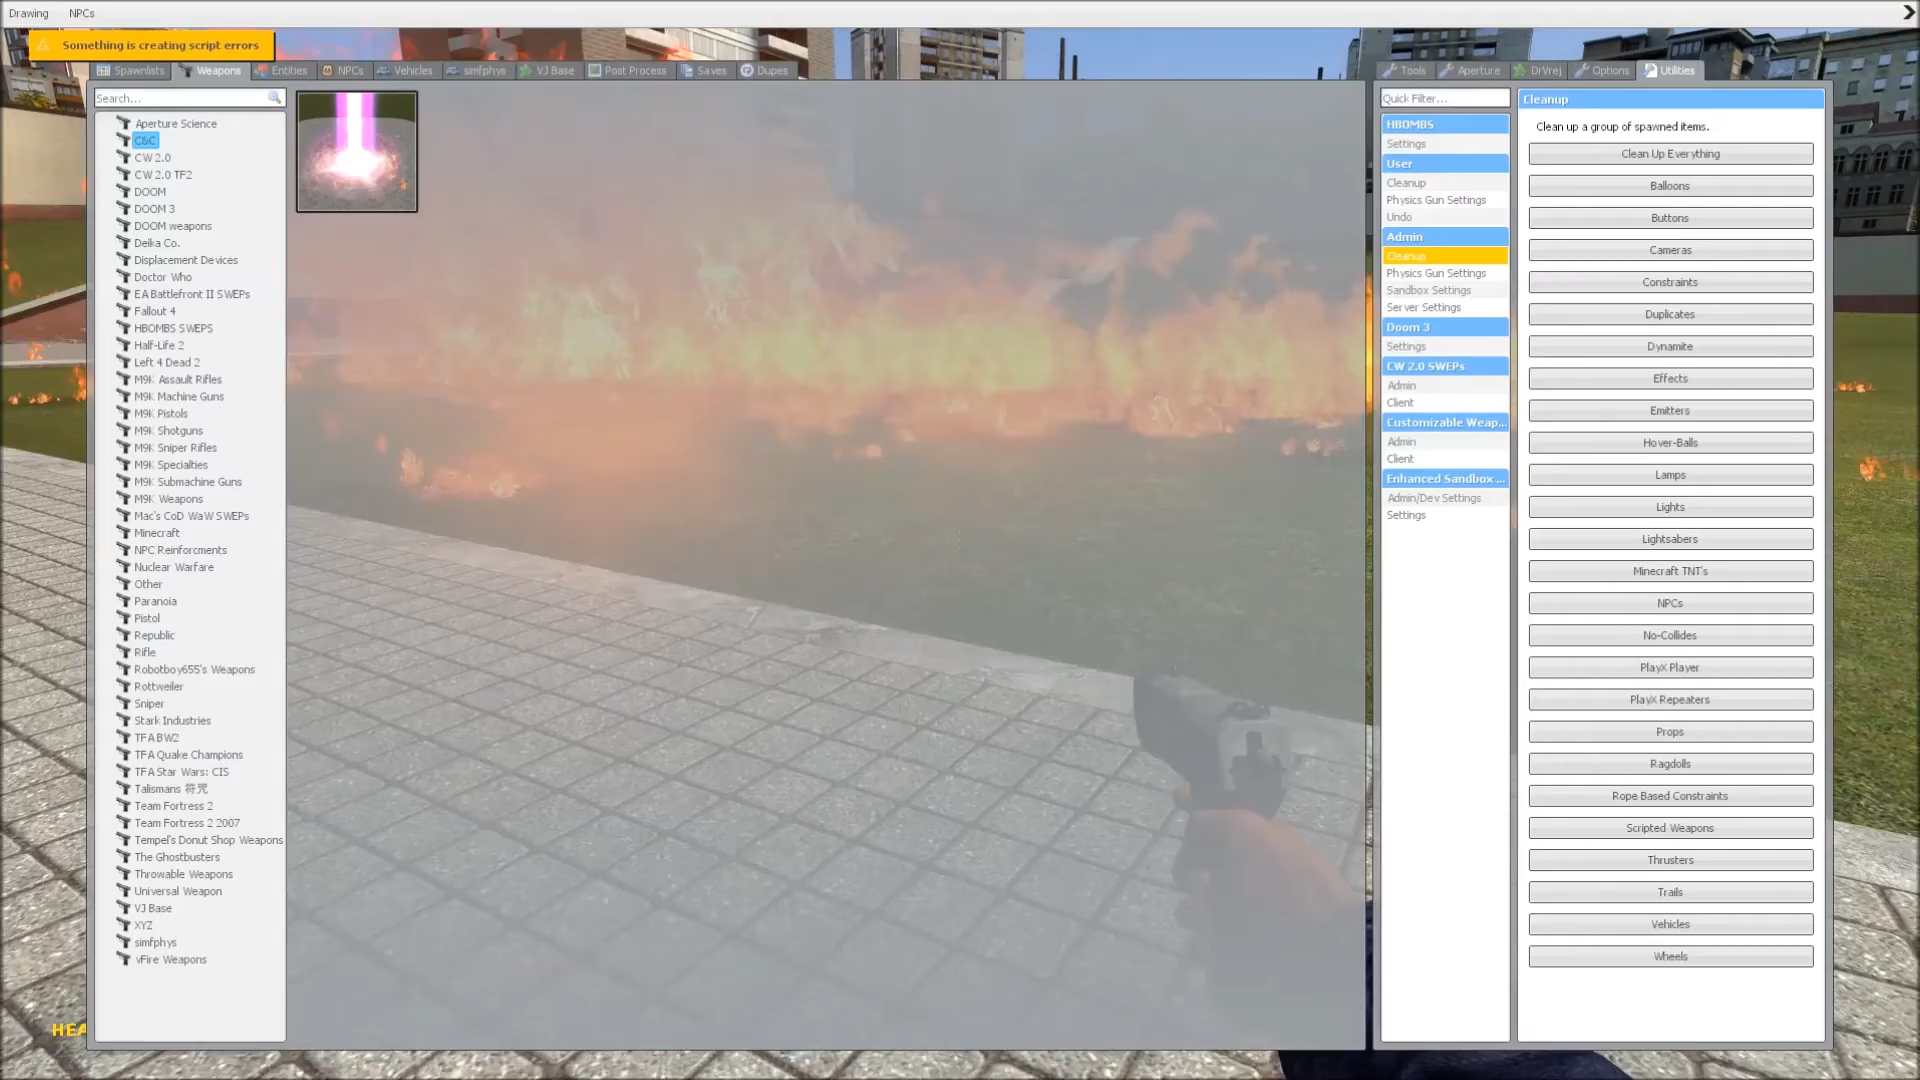 Drawing
NPCs
Something is creating script errors
Spawnlists
Weapons
Entities
NPCs
Vehicles
simfphys
VJ Base
Post Process
Saves
Dupes
Tools
Aperture
DrVrej
Options
Utilities
Search...
Aperture Science
C&C
CW 2.0
CW 2.0 TF2
DOOM
DOOM 3
DOOM weapons
Deika Co.
Displacement Devices
Doctor Who
EA Battlefront II SWEPs
Fallout 4
HBOMBS SWEPS
Half-Life 2
Left 4 Dead 2
M9K Assault Rifles
M9K Machine Guns
M9K Pistols
M9K Shotguns
M9K Sniper Rifles
M9K Specialties
M9K Submachine Guns
M9K Weapons
Mac's CoD WaW SWEPs
Minecraft
NPC Reinforcments
Nuclear Warfare
Other
Paranoia
Pistol
Republic
Rifle
Robotboy655's Weapons
Rottweiler
Sniper
Stark Industries
TFA BW2
TFA Quake Champions
TFA Star Wars: CIS
Talismans 符咒
Team Fortress 2
Team Fortress 2 2007
Tempel's Donut Shop Weapons
The Ghostbusters
Throwable Weapons
Universal Weapon
VJ Base
XYZ
simfphys
vFire Weapons
HEA
Quick Filter...
HBOMBS
Settings
User
Cleanup
Physics Gun Settings
Undo
Admin
Cleanup
Physics Gun Settings
Sandbox Settings
Server Settings
Doom 3
Settings
CW 2.0 SWEPs
Admin
Client
Customizable Weap...
Admin
Client
Enhanced Sandbox ...
Admin/Dev Settings
Settings
Cleanup
Clean up a group of spawned items.
Clean Up Everything
Balloons
Buttons
Cameras
Constraints
Duplicates
Dynamite
Effects
Emitters
Hover-Balls
Lamps
Lights
Lightsabers
Minecraft TNT's
NPCs
No-Collides
PlayX Player
PlayX Repeaters
Props
Ragdolls
Rope Based Constraints
Scripted Weapons
Thrusters
Trails
Vehicles
Wheels